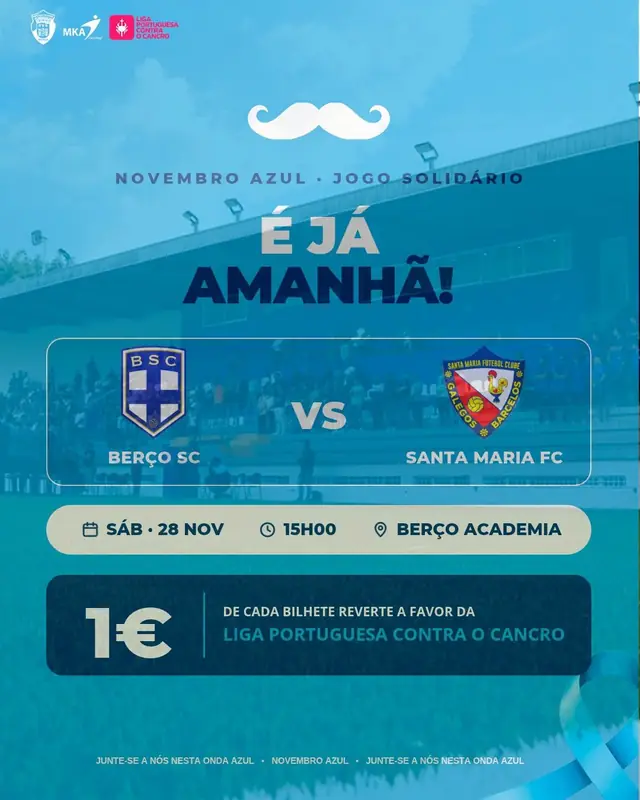 MKA
LIGA
PORTUGUESA
CONTRA
O CANCRO
NOVEMBRO AZUL · JOGO SOLIDÁRIO
É JÁ
AMANHÃ!
BSC
SANTA MARIA FUTEBOL CLUBE
GALEGOS BARCELOS
VS
BERÇO SC
SANTA MARIA FC
SÁB · 28 NOV
15H00
BERÇO ACADEMIA
1€
DE CADA BILHETE REVERTE A FAVOR DA
LIGA PORTUGUESA CONTRA O CANCRO
JUNTE-SE A NÓS NESTA ONDA AZUL • NOVEMBRO AZUL • JUNTE-SE A NÓS NESTA ONDA AZUL